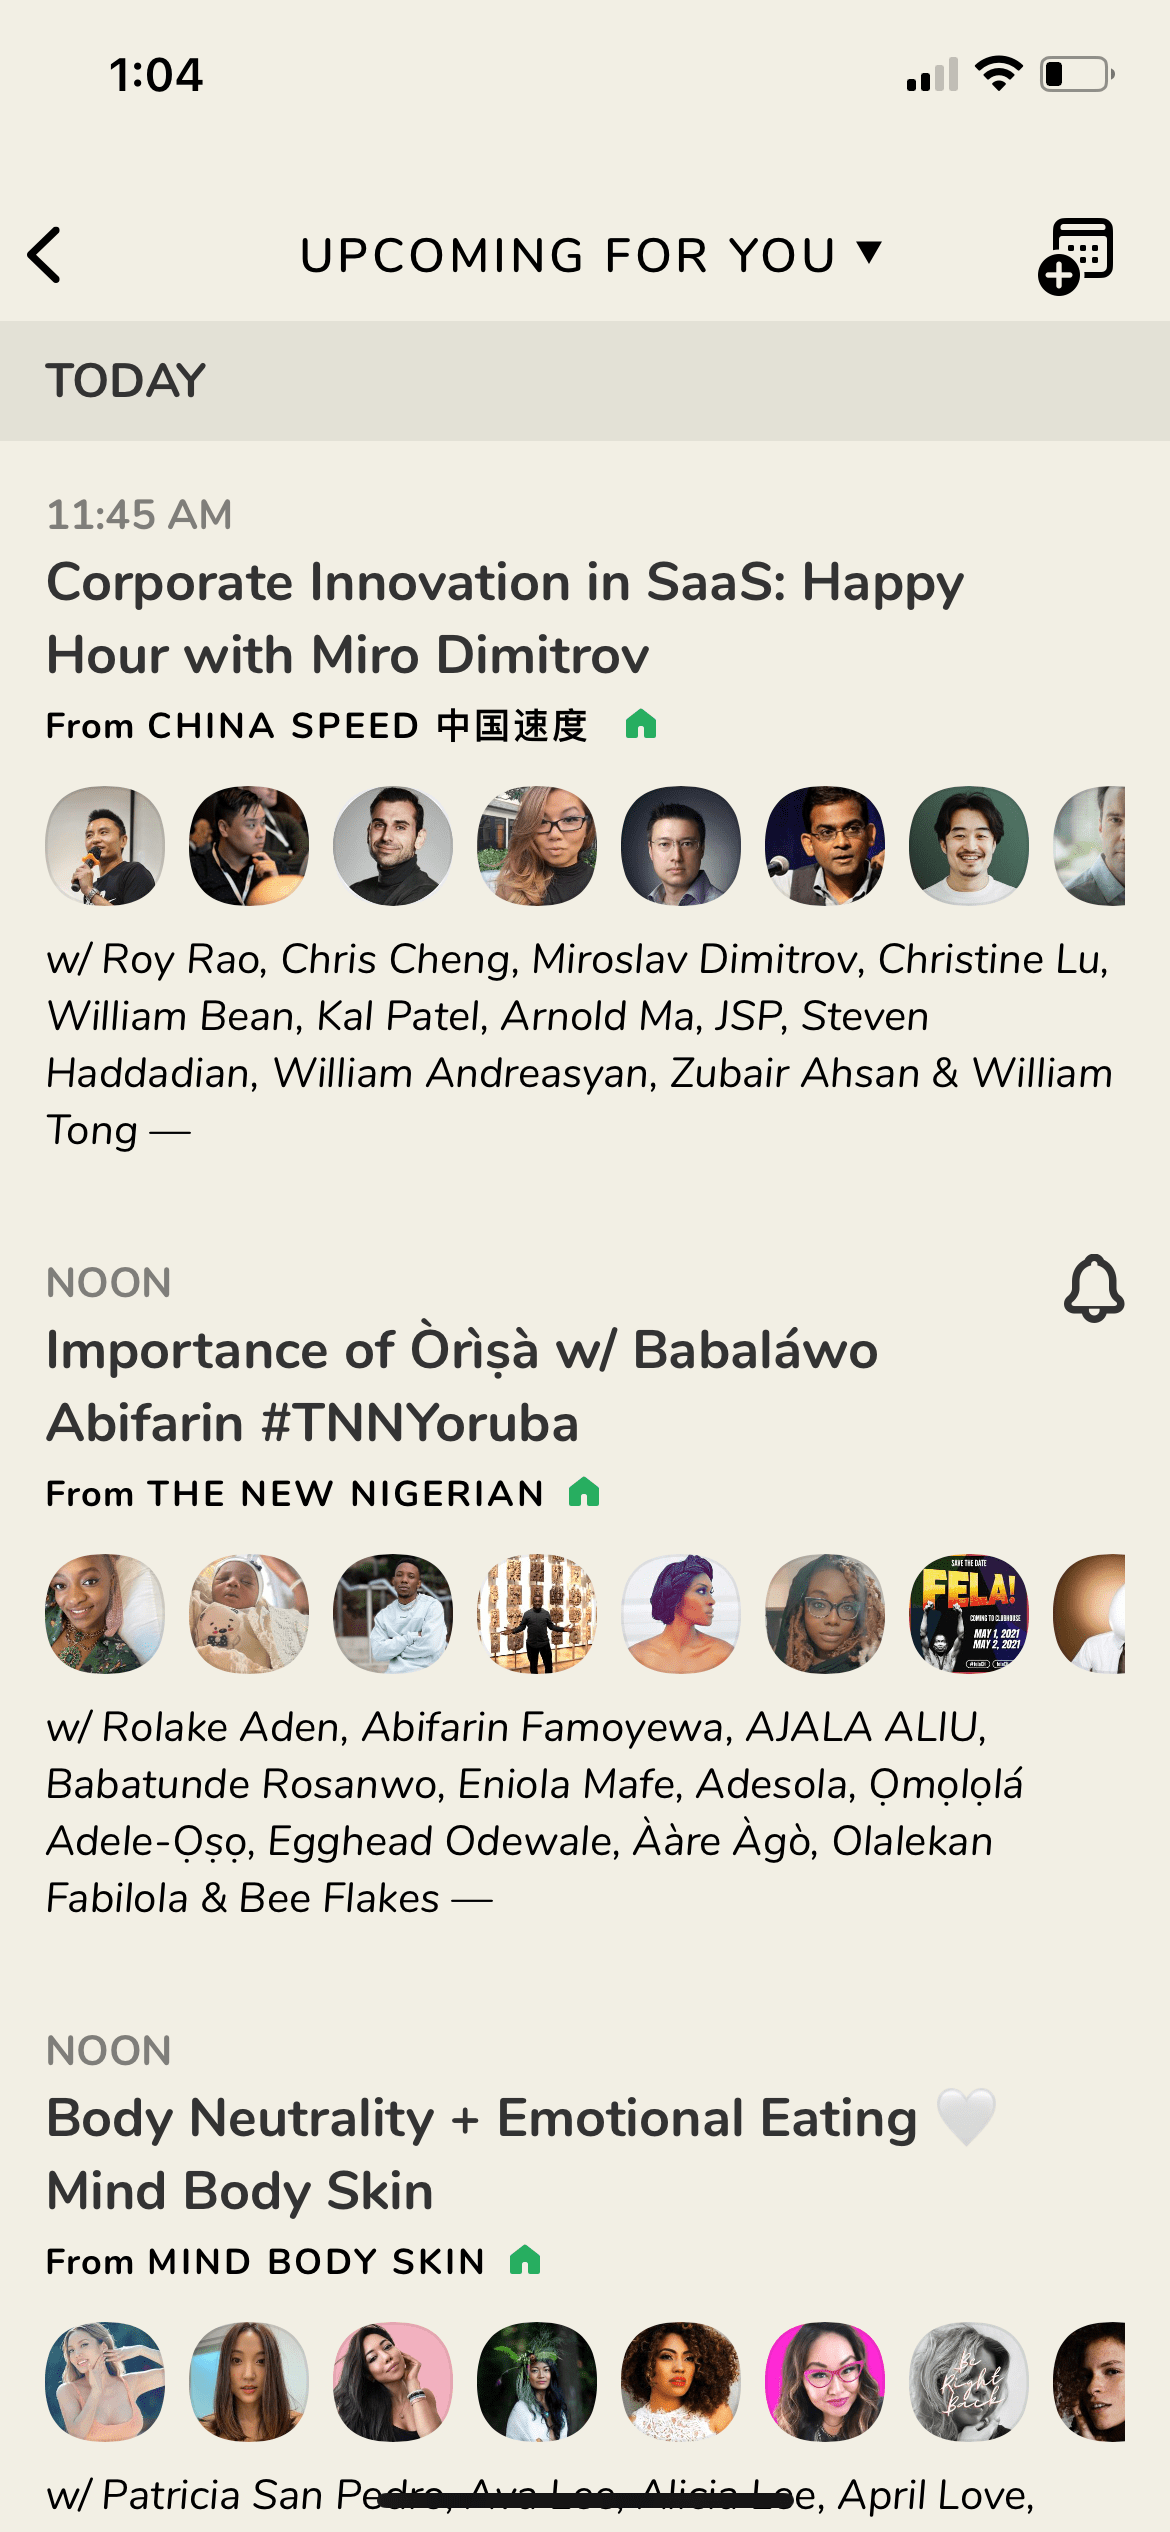 1:04
UPCOMING FOR YOU ▼
TODAY
11:45 AM
Corporate Innovation in SaaS: Happy
Hour with Miro Dimitrov
From CHINA SPEED 中国速度
w/ Roy Rao, Chris Cheng, Miroslav Dimitrov, Christine Lu,
William Bean, Kal Patel, Arnold Ma, JSP, Steven
Haddadian, William Andreasyan, Zubair Ahsan & William
Tong —
NOON
Importance of Òrìṣà w/ Babaláwo
Abifarin #TNNYoruba
From THE NEW NIGERIAN
SAVE THE DATE
FELA!
COMING TO CLUBHOUSE
MAY 1, 2021
MAY 2, 2021
w/ Rolake Aden, Abifarin Famoyewa, AJALA ALIU,
Babatunde Rosanwo, Eniola Mafe, Adesola, Ọmọlọlá
Adele-Ọṣọ, Egghead Odewale, Ààre Àgò, Olalekan
Fabilola & Bee Flakes —
NOON
Body Neutrality + Emotional Eating 🤍
Mind Body Skin
From MIND BODY SKIN
Be
Right
Back
w/ Patricia San Pedro, Ava Lee, Alicia Lee, April Love,